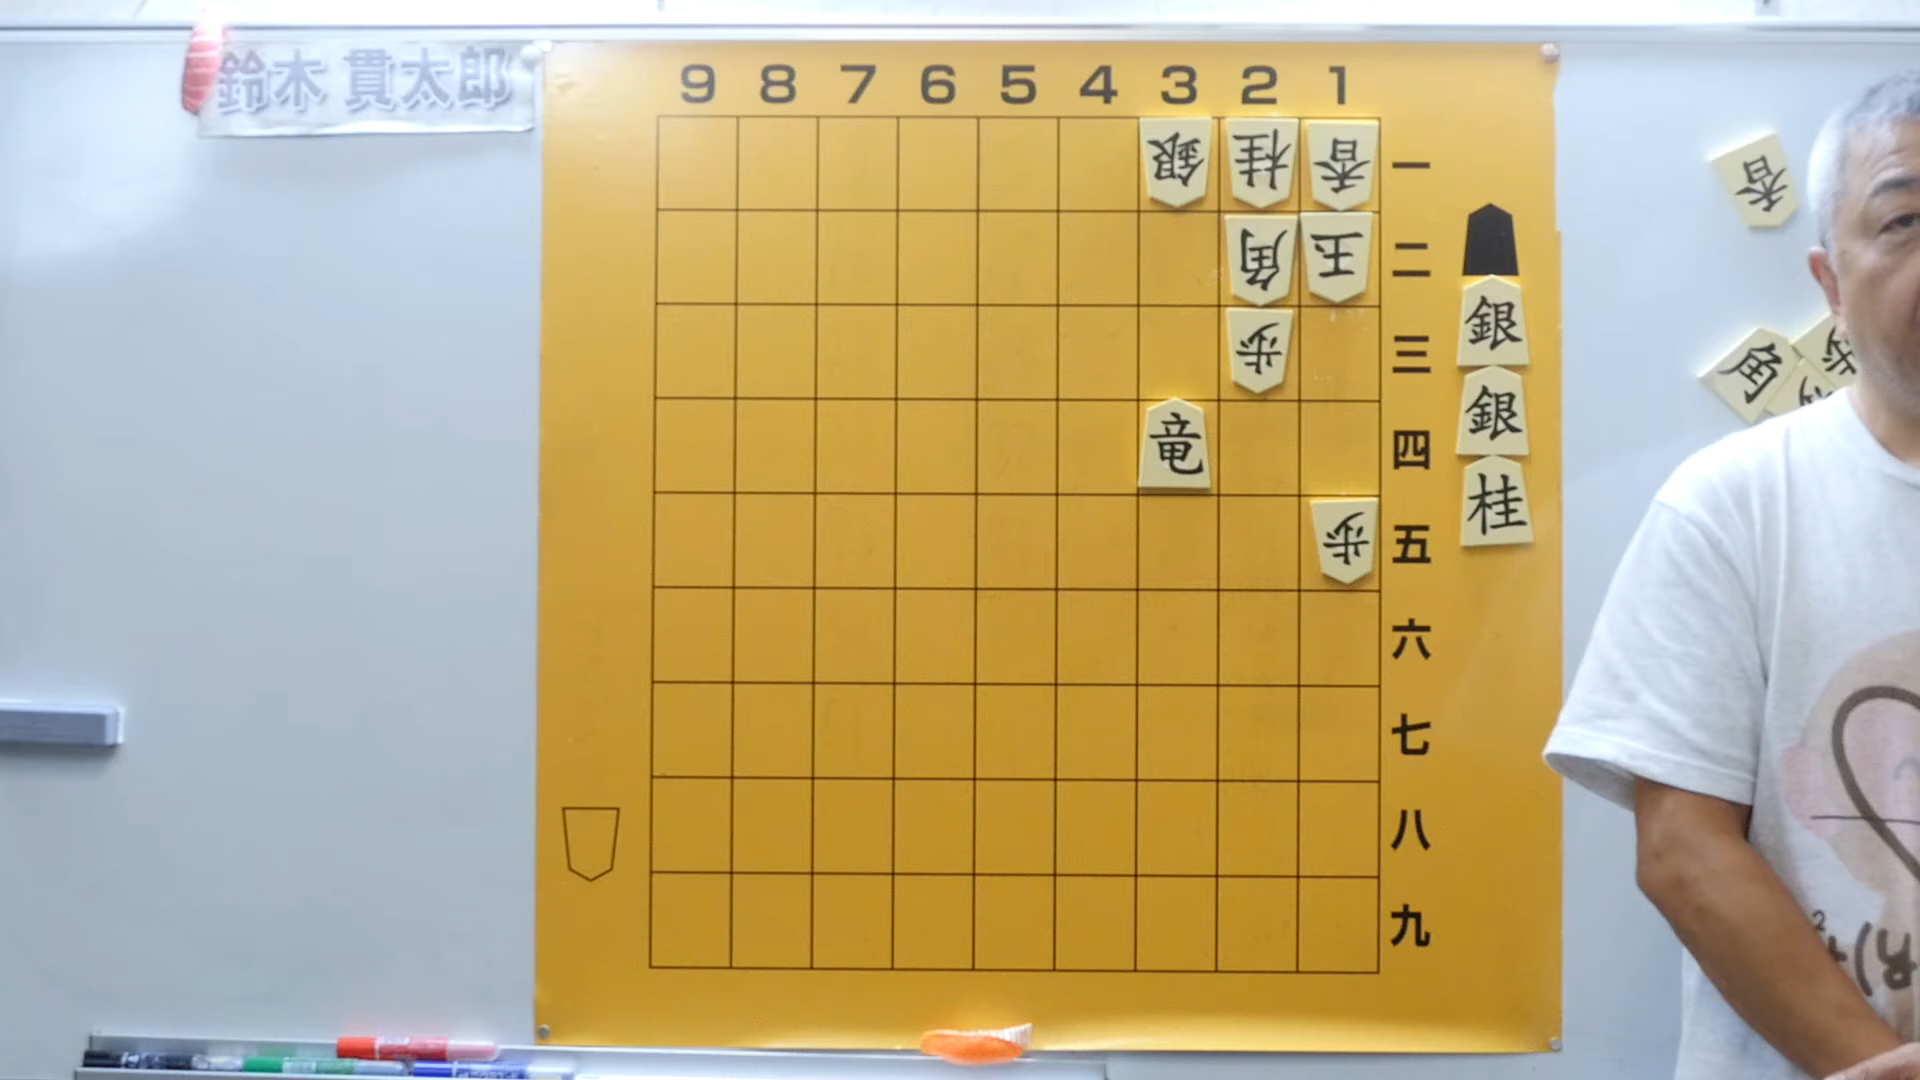 鈴木 貫太郎
9 8 7 6 5 4 3 2 1
銀 桂 香 一
角 玉 二
歩 三
竜 四
歩 五
六
七
八
九
銀
銀
桂
香
角